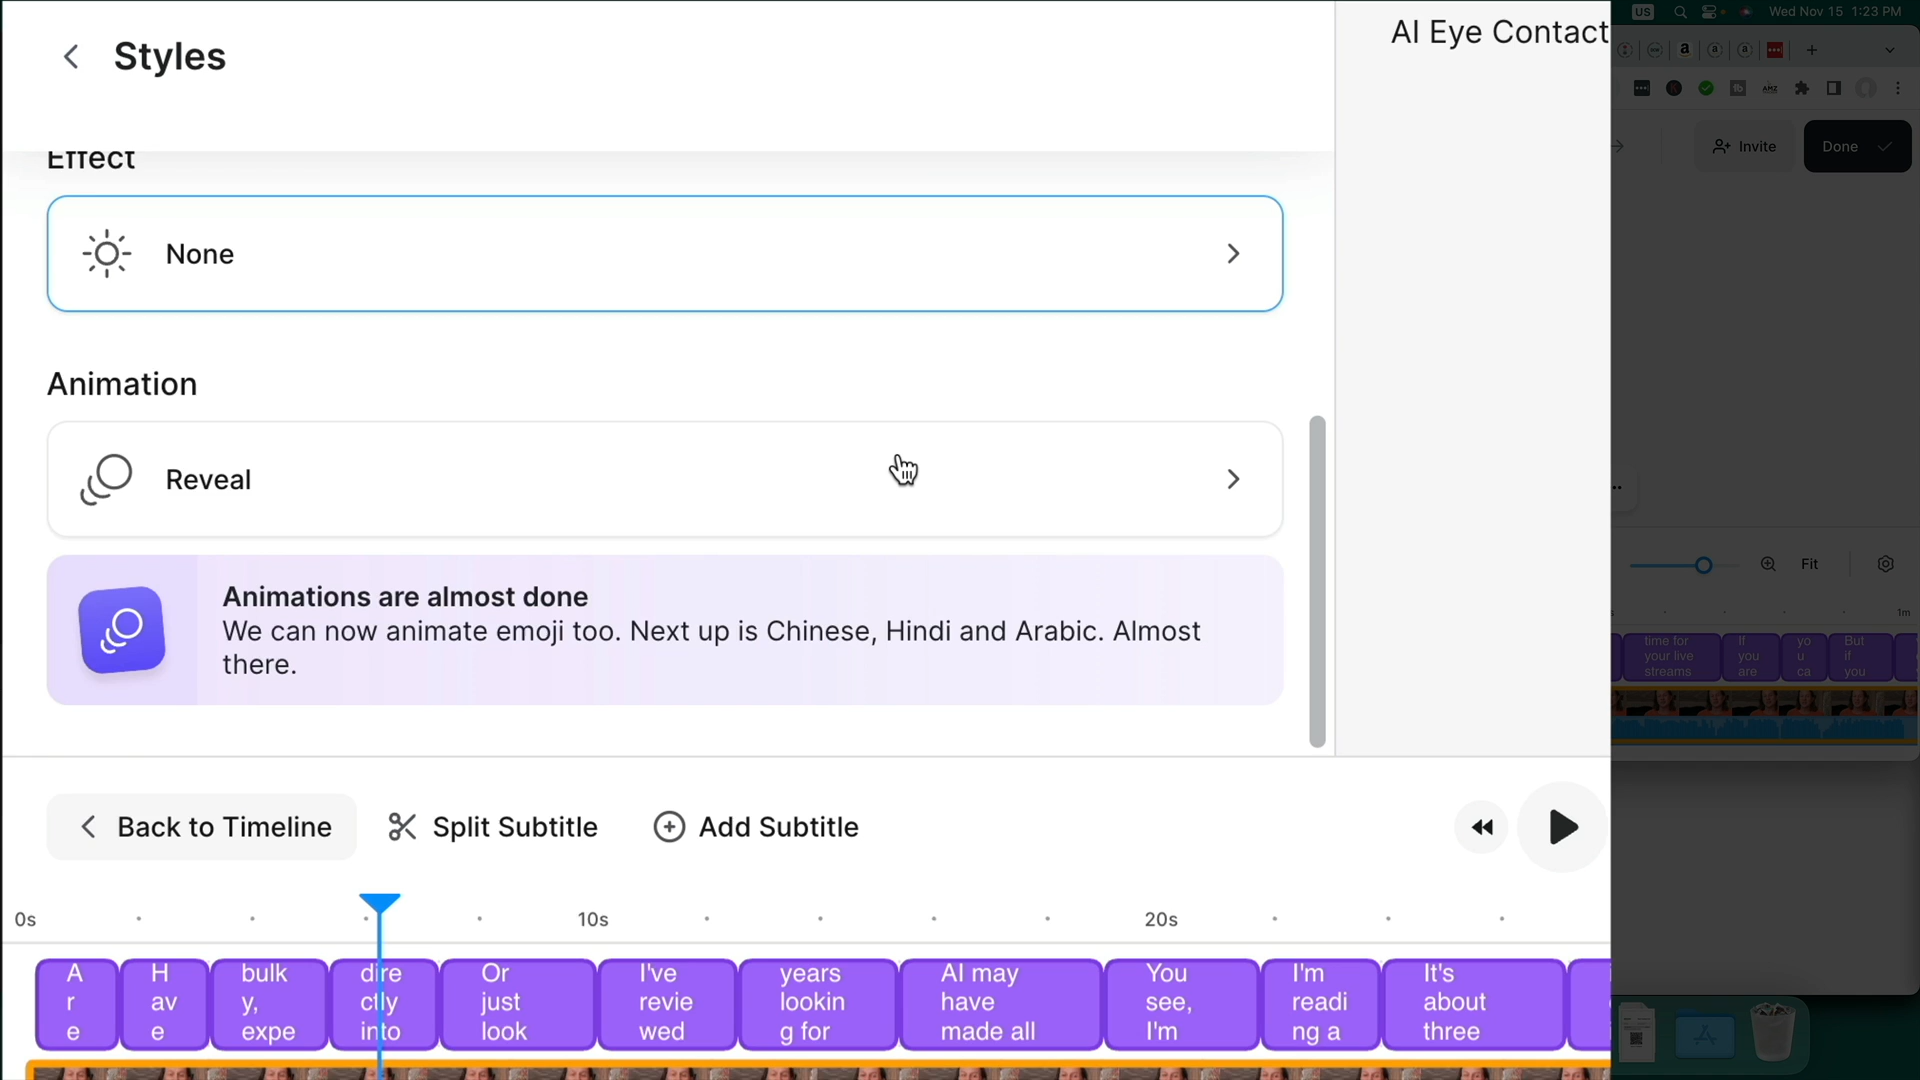 US
Wed Nov 15 1:23 PM
Styles
AI Eye Contact
Invite
Done
Effect
None
Animation
Reveal
Animations are almost done
We can now animate emoji too. Next up is Chinese, Hindi and Arabic. Almost
there.
Fit
1m
Back to Timeline
Split Subtitle
Add Subtitle
0s
10s
20s
A
r
e
H
av
e
bulk
y,
expe
dire
ctly
into
Or
just
look
I've
revie
wed
years
lookin
g for
AI may
have
made all
You
see,
I'm
I'm
readi
ng a
It's
about
three
time for
your live
streams
If
you
are
yo
u
ca
But
if
you